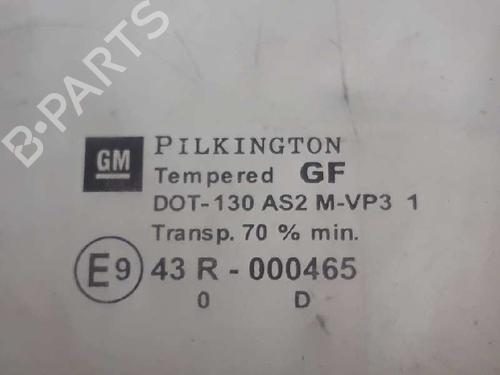 B-PARTS
GM
PILKINGTON
Tempered GF
DOT-130 AS2 M-VP3 1
Transp. 70 % min.
E9 43 R - 000465
0 D